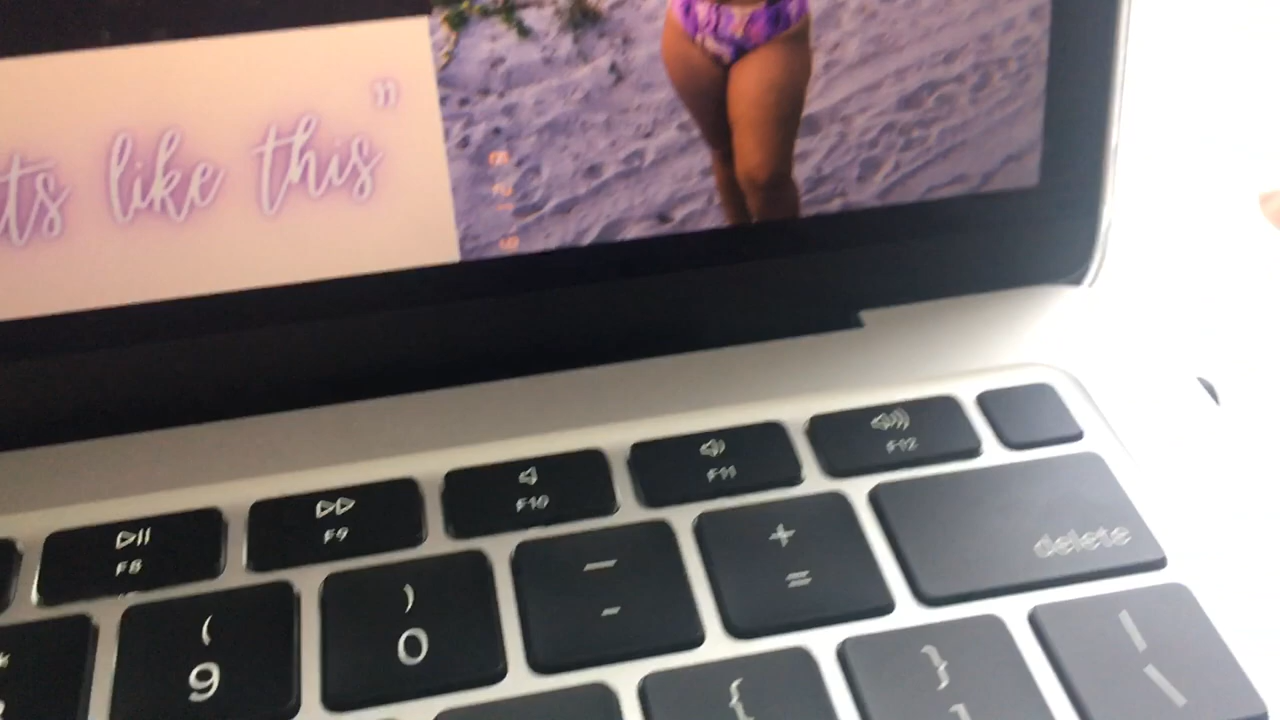 "
ts like this
F8
F9
F10
F11
F12
delete
(
9
)
0
—
-
+
=
{
}
]
|
\